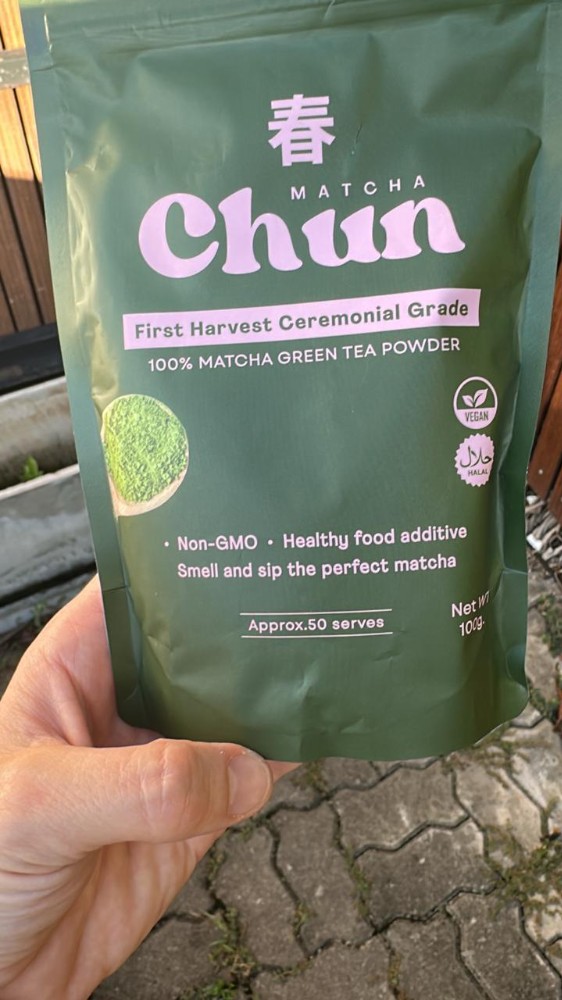 春
MATCHA
Chun
First Harvest Ceremonial Grade
100% MATCHA GREEN TEA POWDER
VEGAN
حلال
HALAL
• Non-GMO • Healthy food additive
Smell and sip the perfect matcha
Approx.50 serves
Net Wt
100g.